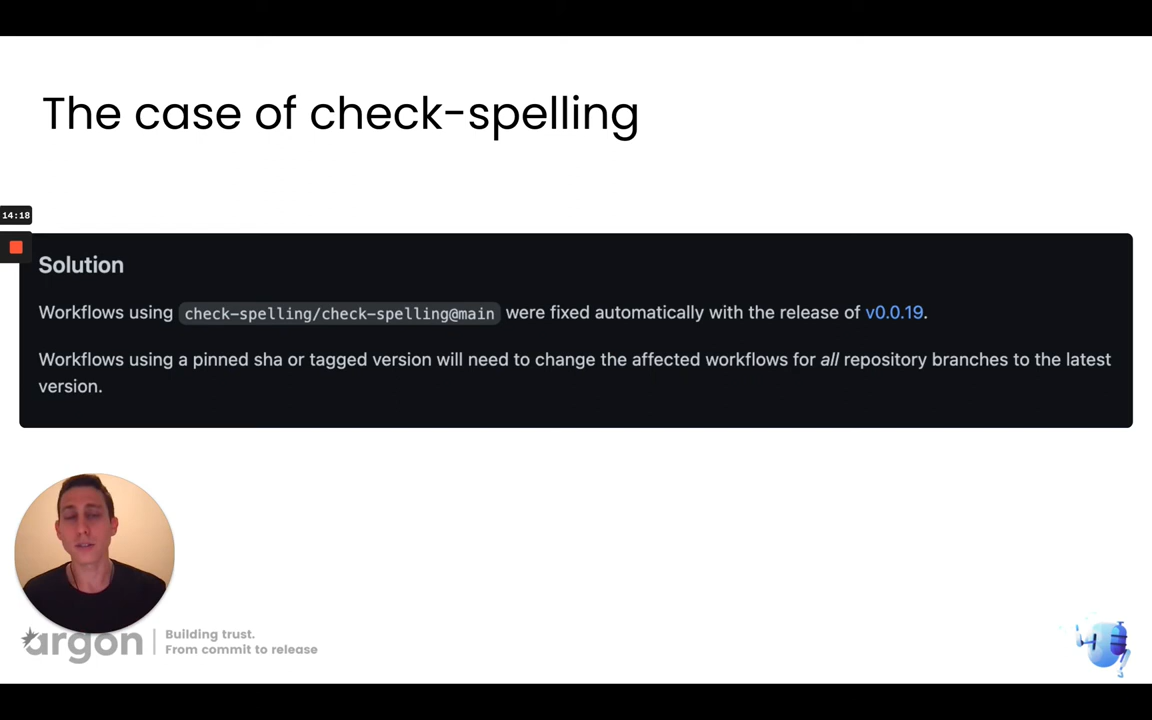 The case of check-spelling
14:18
Solution
Workflows using check-spelling/check-spelling@main were fixed automatically with the release of v0.0.19.
Workflows using a pinned sha or tagged version will need to change the affected workflows for all repository branches to the latest
version.
argon
Building trust.
From commit to release